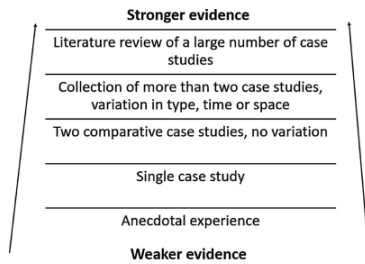 Stronger evidence
Literature review of a large number of case
studies
Collection of more than two case studies,
variation in type, time or space
Two comparative case studies, no variation
Single case study
Anecdotal experience
Weaker evidence